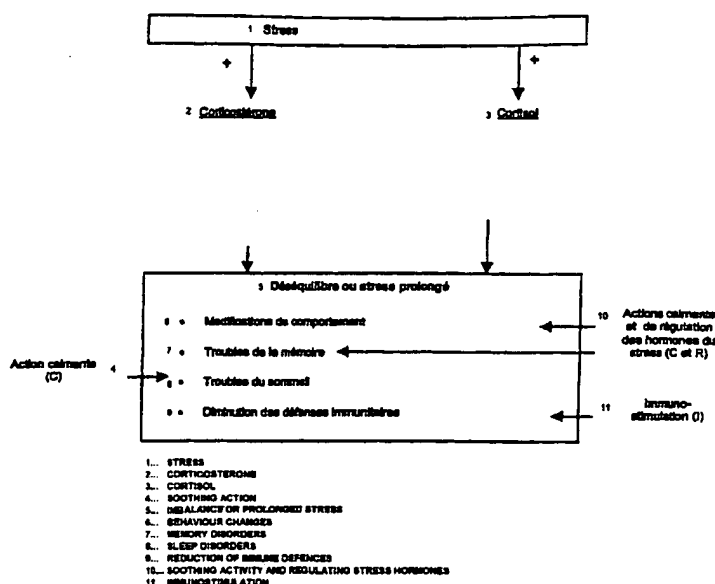 1 Stress
+ +
2 Corticostérone
3 Cortisol
5 Déséquilibre ou stress prolongé
6 • Modifications de comportement
7 • Troubles de la mémoire
8 • Troubles du sommeil
9 • Diminution des défenses immunitaires
Action calmante 4
(C)
10 Actions calmantes
et de régulation
des hormones du
stress (C et R)
11 Immuno-
stimulation (I)
1... STRESS
2... CORTICOSTERONE
3... CORTISOL
4... SOOTHING ACTION
5... IMBALANCE OR PROLONGED STRESS
6... BEHAVIOUR CHANGES
7... MEMORY DISORDERS
8... SLEEP DISORDERS
9... REDUCTION OF IMMUNE DEFENCES
10... SOOTHING ACTIVITY AND REGULATING STRESS HORMONES
11... IMMUNOSTIMULATION